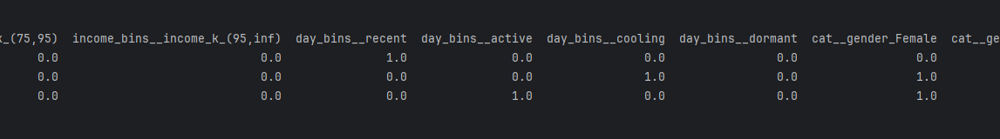 k_(75,95) income_bins__income_k_(95,inf) day_bins__recent day_bins__active day_bins__cooling day_bins__dormant cat__gender_Female cat__ge
0.0 0.0 1.0 0.0 0.0 0.0 0.0
0.0 0.0 0.0 0.0 1.0 0.0 1.0
0.0 0.0 0.0 1.0 0.0 0.0 1.0